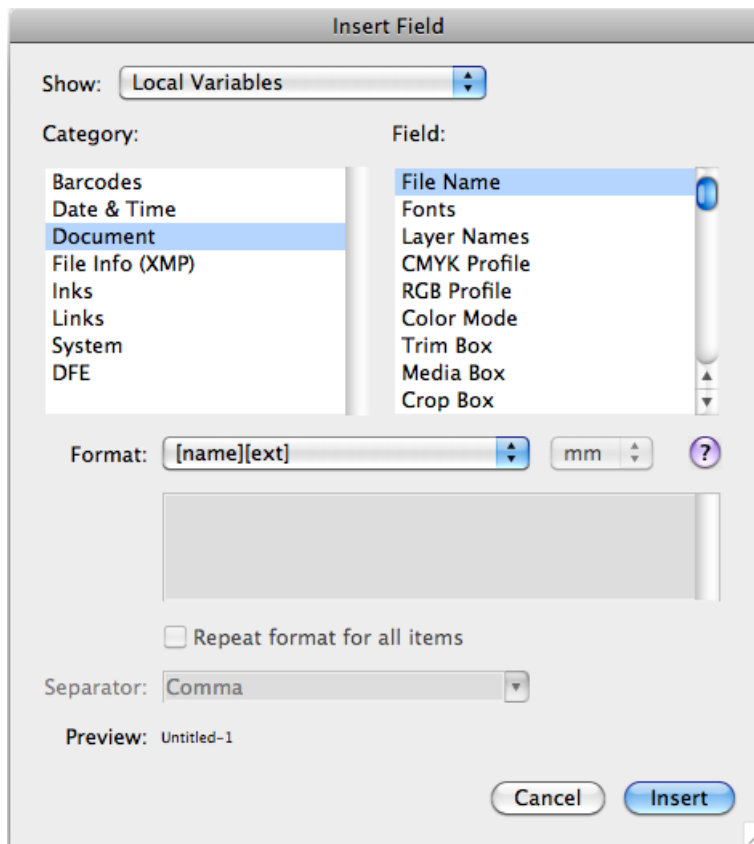 Insert Field
Show: Local Variables
Category:
Field:
Barcodes
Date & Time
Document
File Info (XMP)
Inks
Links
System
DFE
File Name
Fonts
Layer Names
CMYK Profile
RGB Profile
Color Mode
Trim Box
Media Box
Crop Box
Format: [name][ext] mm ?
Repeat format for all items
Separator: Comma
Preview: Untitled-1
Cancel Insert